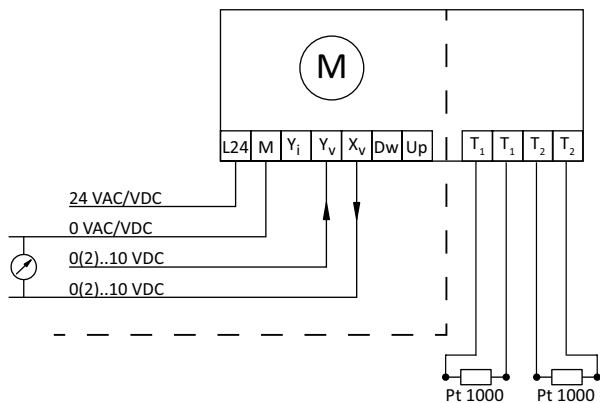 M
L24 M Yi Yv Xv Dw Up T1 T1 T2 T2
24 VAC/VDC
0 VAC/VDC
0(2)..10 VDC
0(2)..10 VDC
Pt 1000 Pt 1000